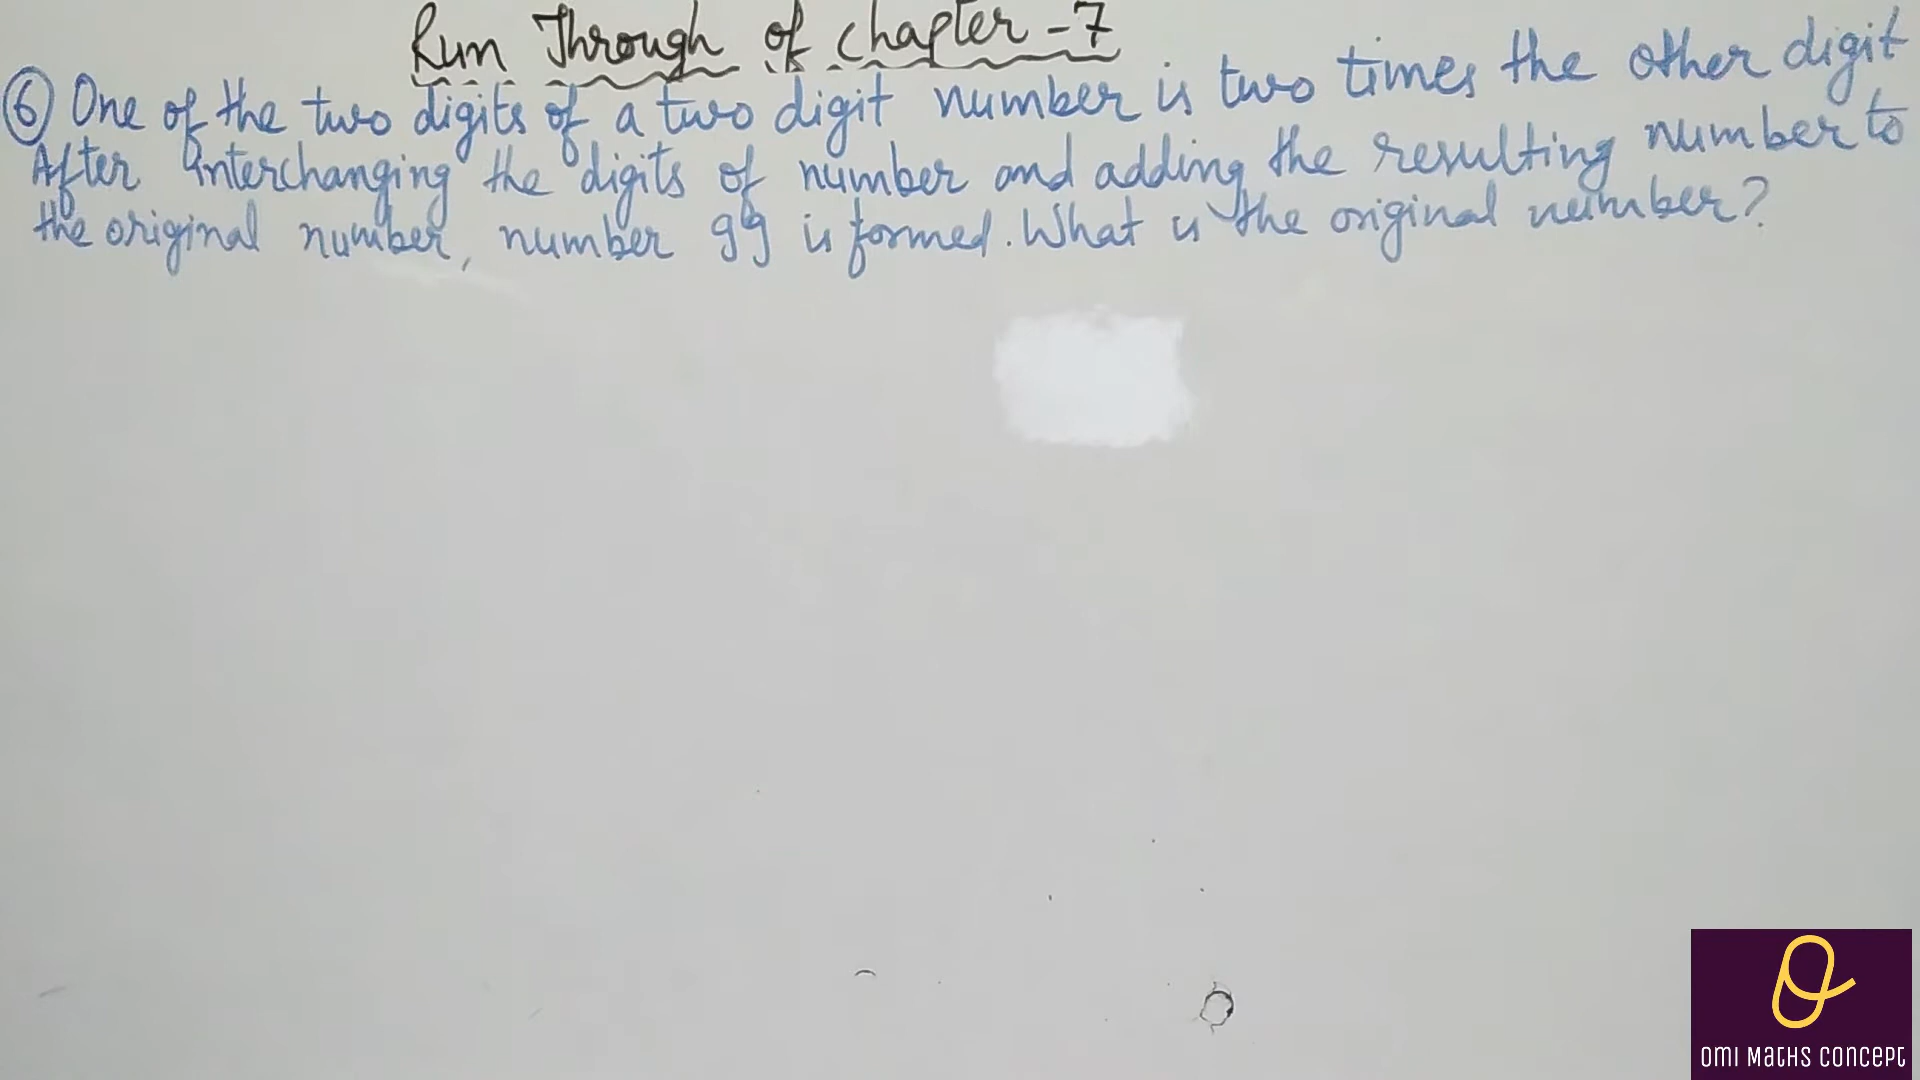 Run Through of chapter - 7
⑥ One of the two digits of a two digit number is two times the other digit
After interchanging the digits of number and adding the resulting number to
the original number, number 99 is formed. What is the original number?
OMI MATHS CONCEPT